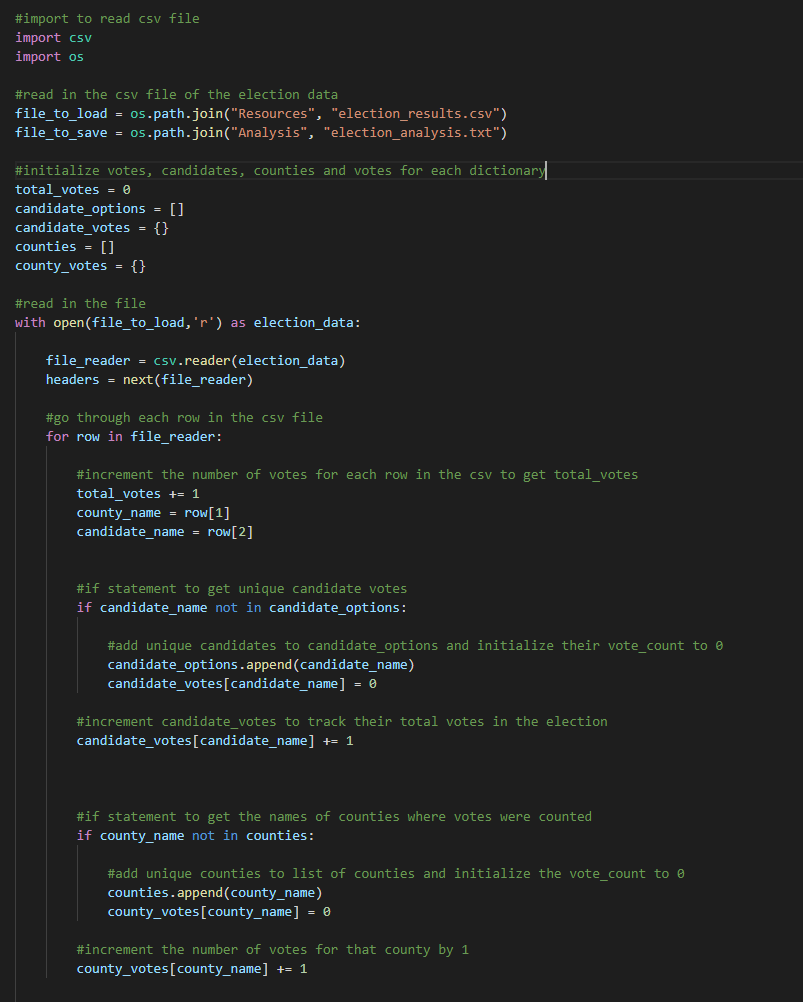 #import to read csv file
import csv
import os
#read in the csv file of the election data
file_to_load = os.path.join("Resources", "election_results.csv")
file_to_save = os.path.join("Analysis", "election_analysis.txt")
#initialize votes, candidates, counties and votes for each dictionary
total_votes = 0
candidate_options = []
candidate_votes = {}
counties = []
county_votes = {}
#read in the file
with open(file_to_load,'r') as election_data:
file_reader = csv.reader(election_data)
headers = next(file_reader)
#go through each row in the csv file
for row in file_reader:
#increment the number of votes for each row in the csv to get total_votes
total_votes += 1
county_name = row[1]
candidate_name = row[2]
#if statement to get unique candidate votes
if candidate_name not in candidate_options:
#add unique candidates to candidate_options and initialize their vote_count to 0
candidate_options.append(candidate_name)
candidate_votes[candidate_name] = 0
#increment candidate_votes to track their total votes in the election
candidate_votes[candidate_name] += 1
#if statement to get the names of counties where votes were counted
if county_name not in counties:
#add unique counties to list of counties and initialize the vote_count to 0
counties.append(county_name)
county_votes[county_name] = 0
#increment the number of votes for that county by 1
county_votes[county_name] += 1